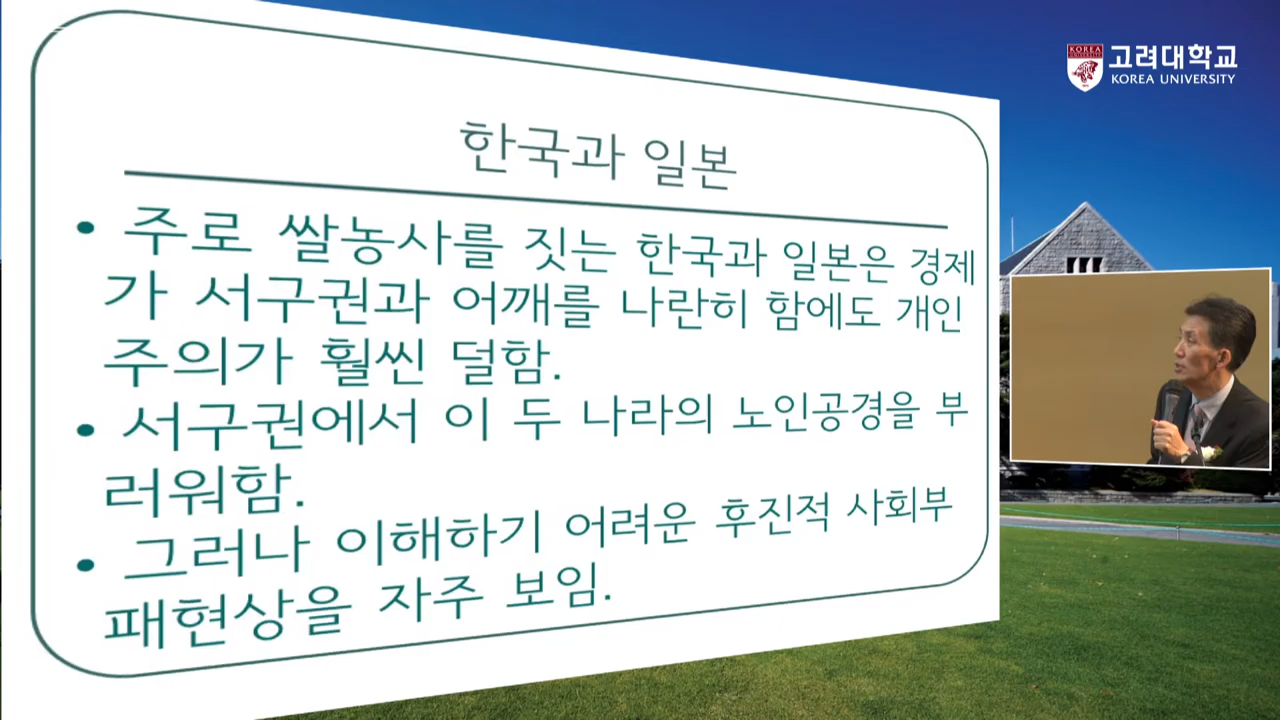 한국과 일본
• 주로 쌀농사를 짓는 한국과 일본은 경제
가 서구권과 어깨를 나란히 함에도 개인
주의가 훨씬 덜함.
• 서구권에서 이 두 나라의 노인공경을 부
러워함.
• 그러나 이해하기 어려운 후진적 사회부
패현상을 자주 보임.
KOREA
UNIVERSITY
고려대학교
KOREA UNIVERSITY